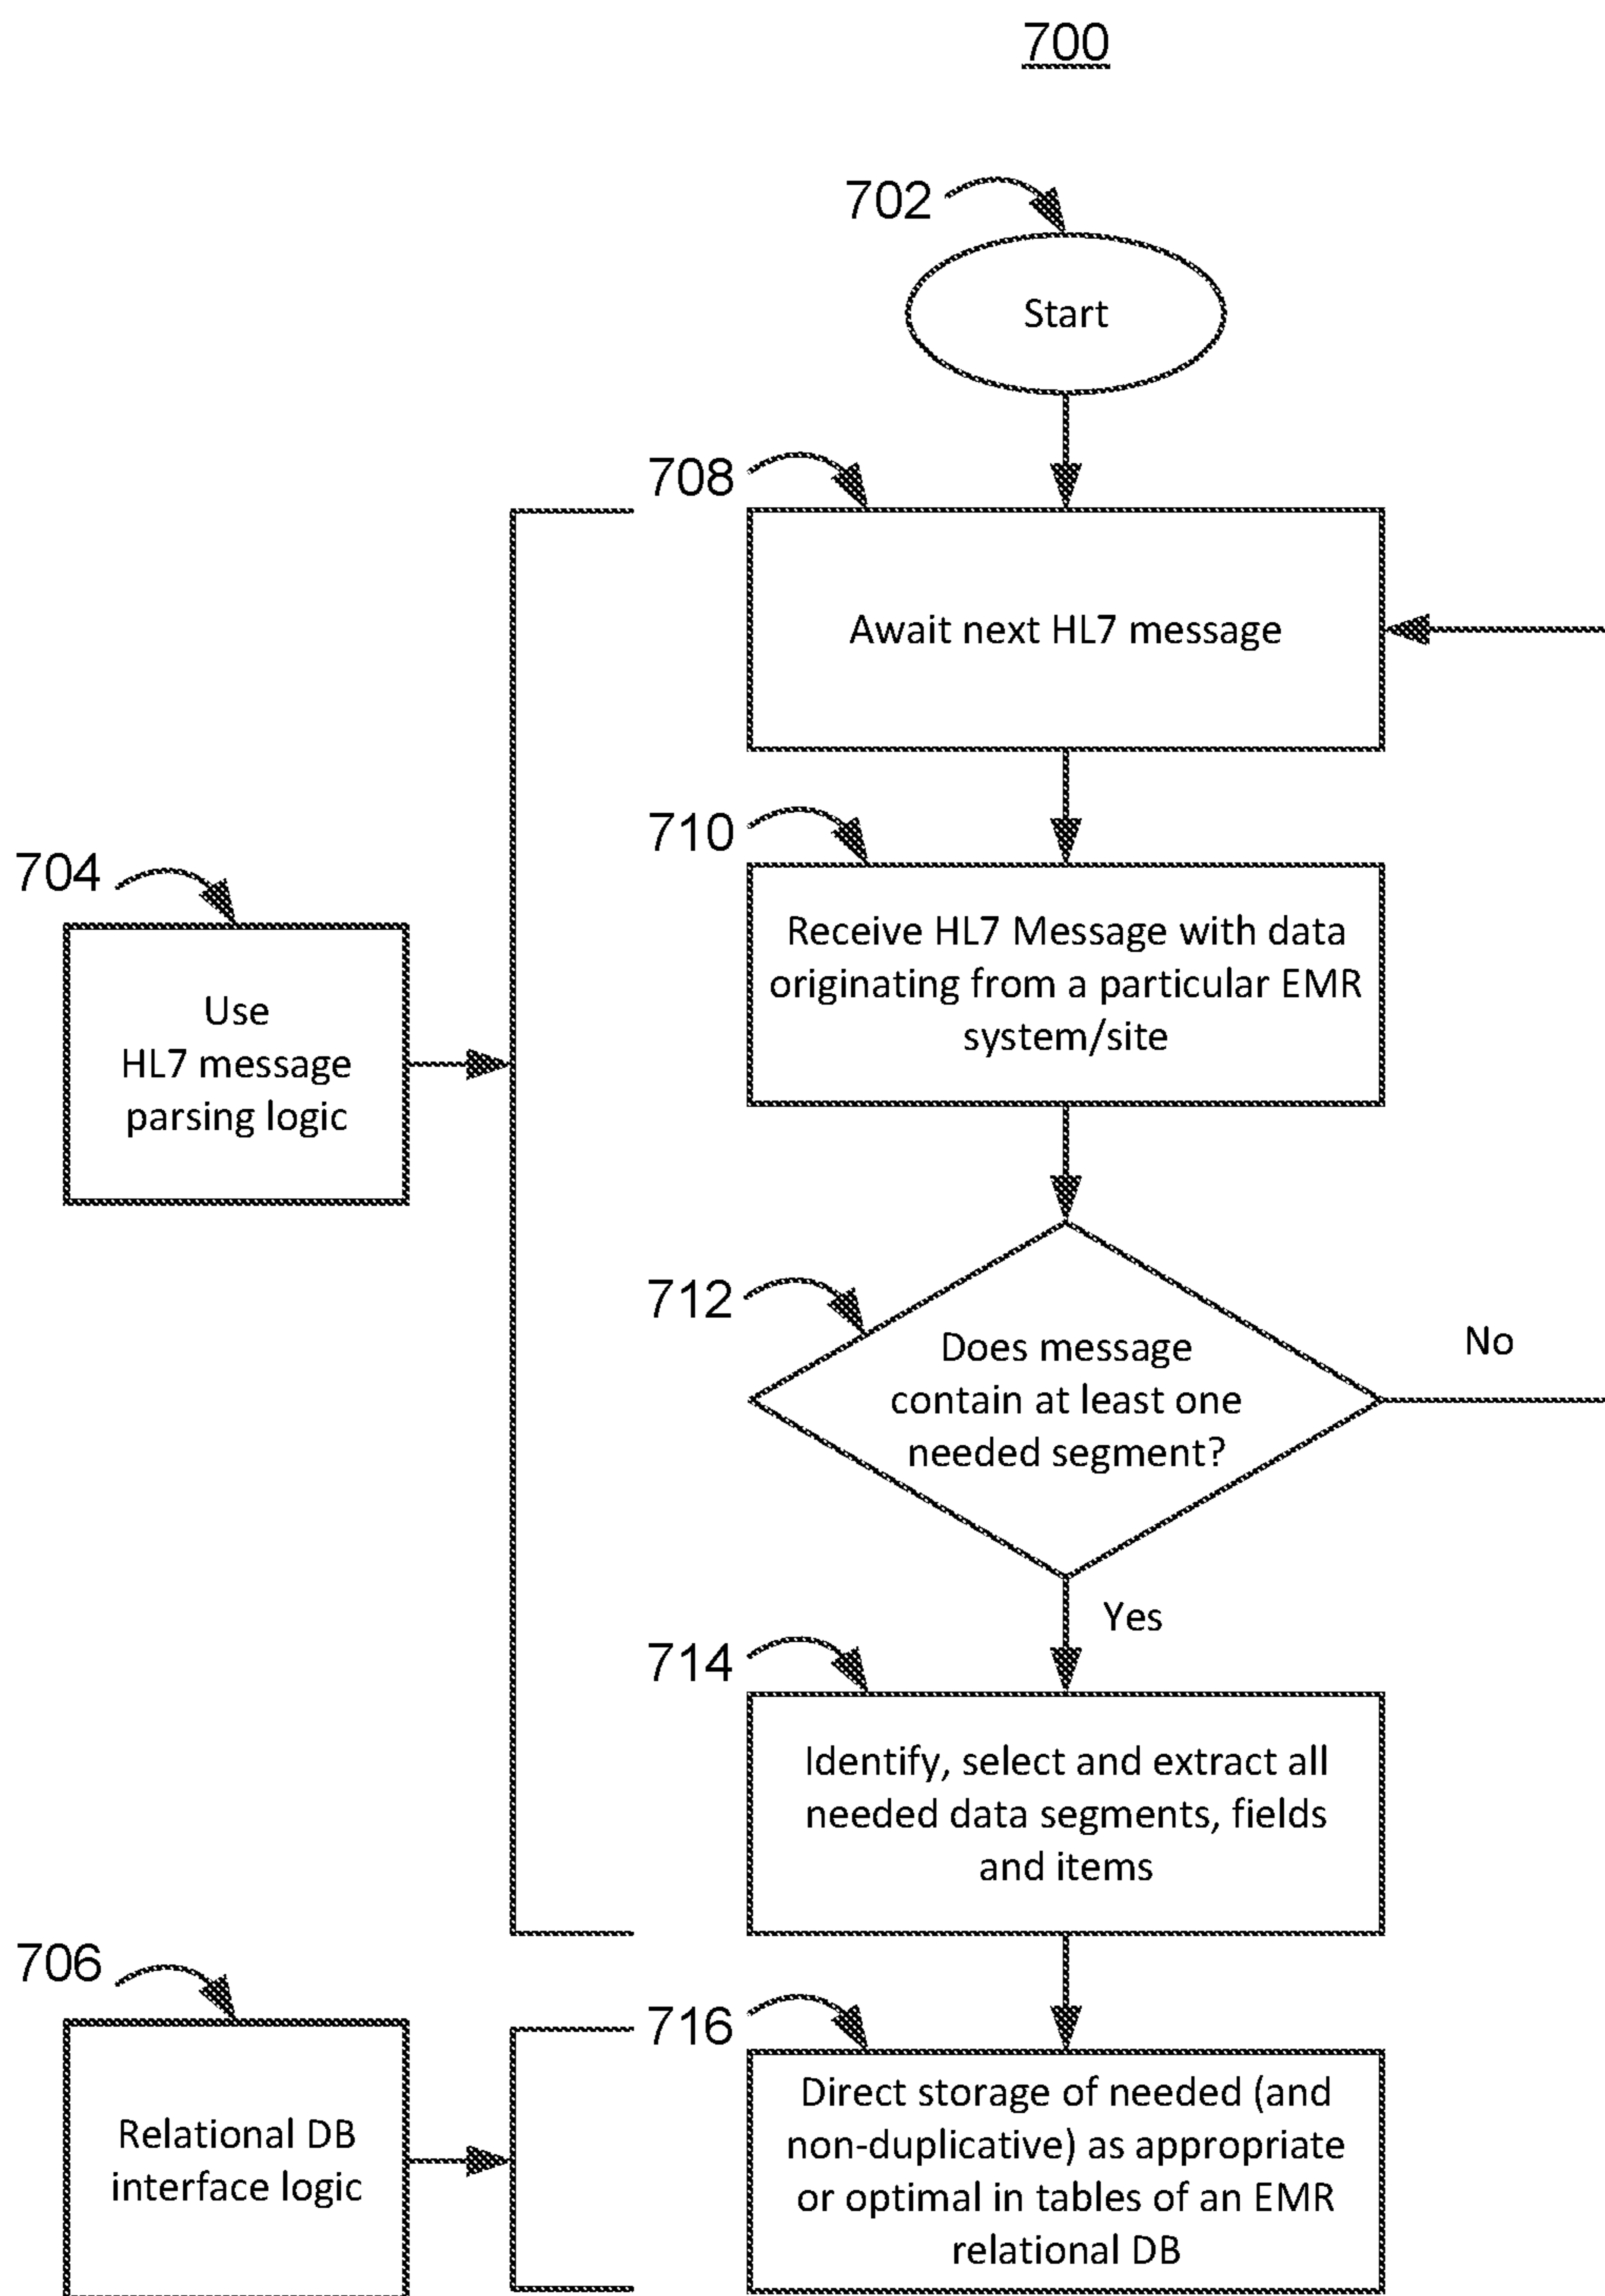 700
702
Start
708
Await next HL7 message
710
Receive HL7 Message with data
originating from a particular EMR
system/site
704
Use
HL7 message
parsing logic
712
Does message
contain at least one
needed segment?
No
Yes
714
Identify, select and extract all
needed data segments, fields
and items
706
Relational DB
interface logic
716
Direct storage of needed (and
non-duplicative) as appropriate
or optimal in tables of an EMR
relational DB